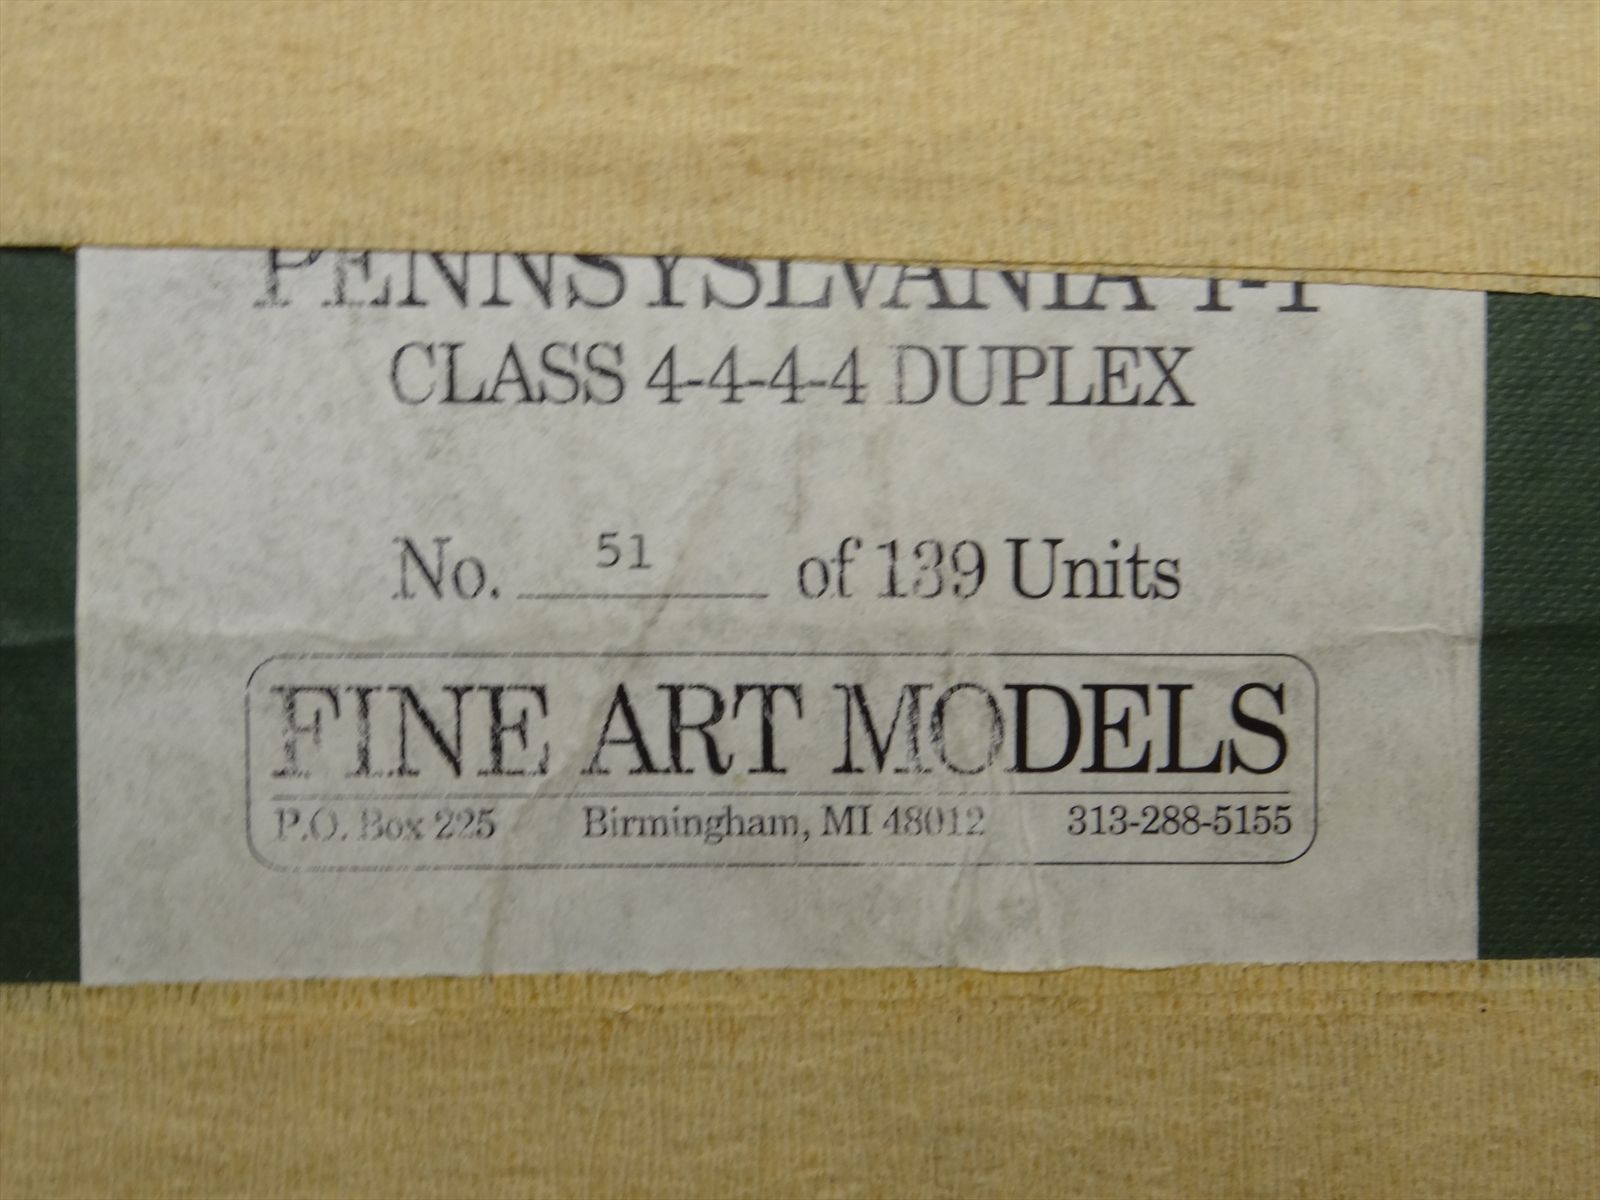 PENNSYSLVANIA T-1
CLASS 4-4-4-4 DUPLEX
No. 51 of 139 Units
FINE ART MODELS
P.O. Box 225 Birmingham, MI 48012 313-288-5155